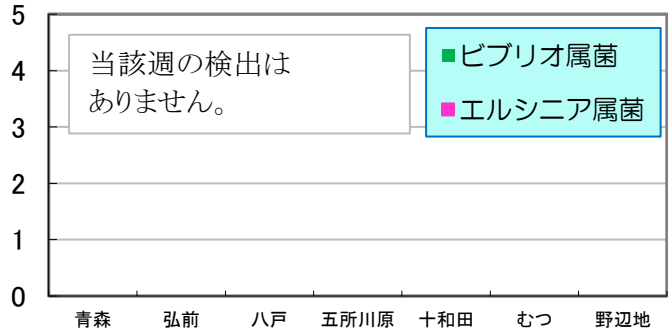 5
当該週の検出は
ありません。
■ビブリオ属菌
■エルシニア属菌
4
3
2
1
0
青森 弘前 八戸 五所川原 十和田 むつ 野辺地